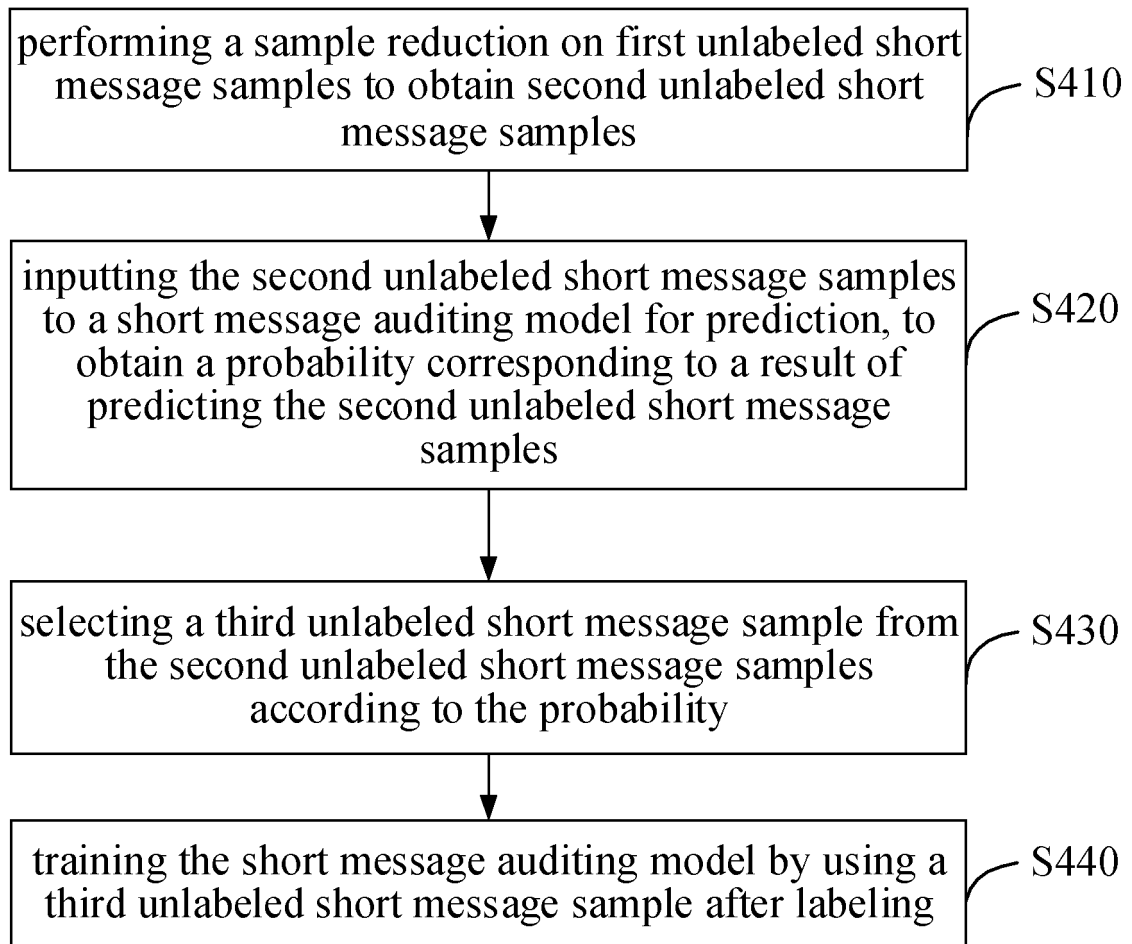 performing a sample reduction on first unlabeled short
message samples to obtain second unlabeled short
message samples
S410
inputting the second unlabeled short message samples
to a short message auditing model for prediction, to
obtain a probability corresponding to a result of
predicting the second unlabeled short message
samples
S420
selecting a third unlabeled short message sample from
the second unlabeled short message samples
according to the probability
S430
training the short message auditing model by using a
third unlabeled short message sample after labeling
S440